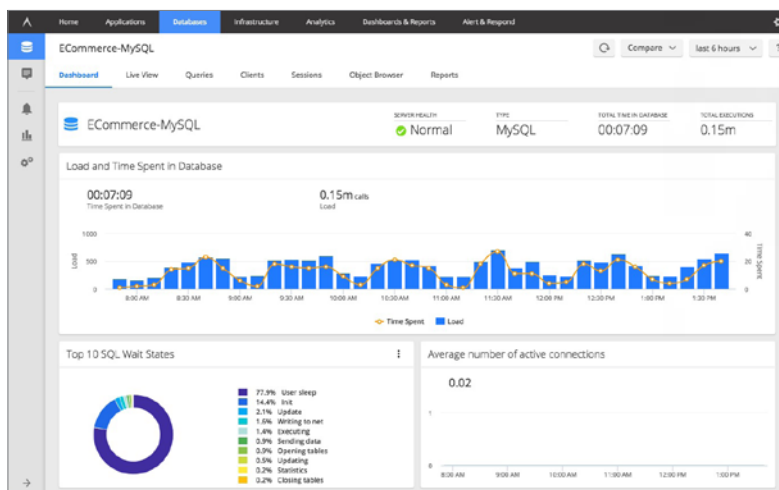 Home Applications Databases Infrastructure Analytics Dashboards & Reports Alert & Respond
ECommerce-MySQL Compare last 6 hours
Dashboard Live View Queries Clients Sessions Object Browser Reports
ECommerce-MySQL
SERVER HEALTH
Normal
TYPE
MySQL
TOTAL TIME IN DATABASE
00:07:09
TOTAL EXECUTIONS
0.15m
Load and Time Spent in Database
00:07:09
Time Spent in Database
0.15m calls
Load
1000
500
0
Load
40
20
0
Time Spent
8:00 AM 8:30 AM 9:00 AM 9:30 AM 10:00 AM 10:30 AM 11:00 AM 11:30 AM 12:00 PM 12:30 PM 1:00 PM 1:30 PM
Time Spent Load
Top 10 SQL Wait States
77.9% User sleep
14.4% Init
2.1% Update
1.6% Writing to net
1.4% Executing
0.9% Sending data
0.9% Opening tables
0.5% Updating
0.2% Statistics
0.2% Closing tables
Average number of active connections
0.02
1
0
8:00 AM 9:00 AM 10:00 AM 11:00 AM 12:00 PM 1:00 PM